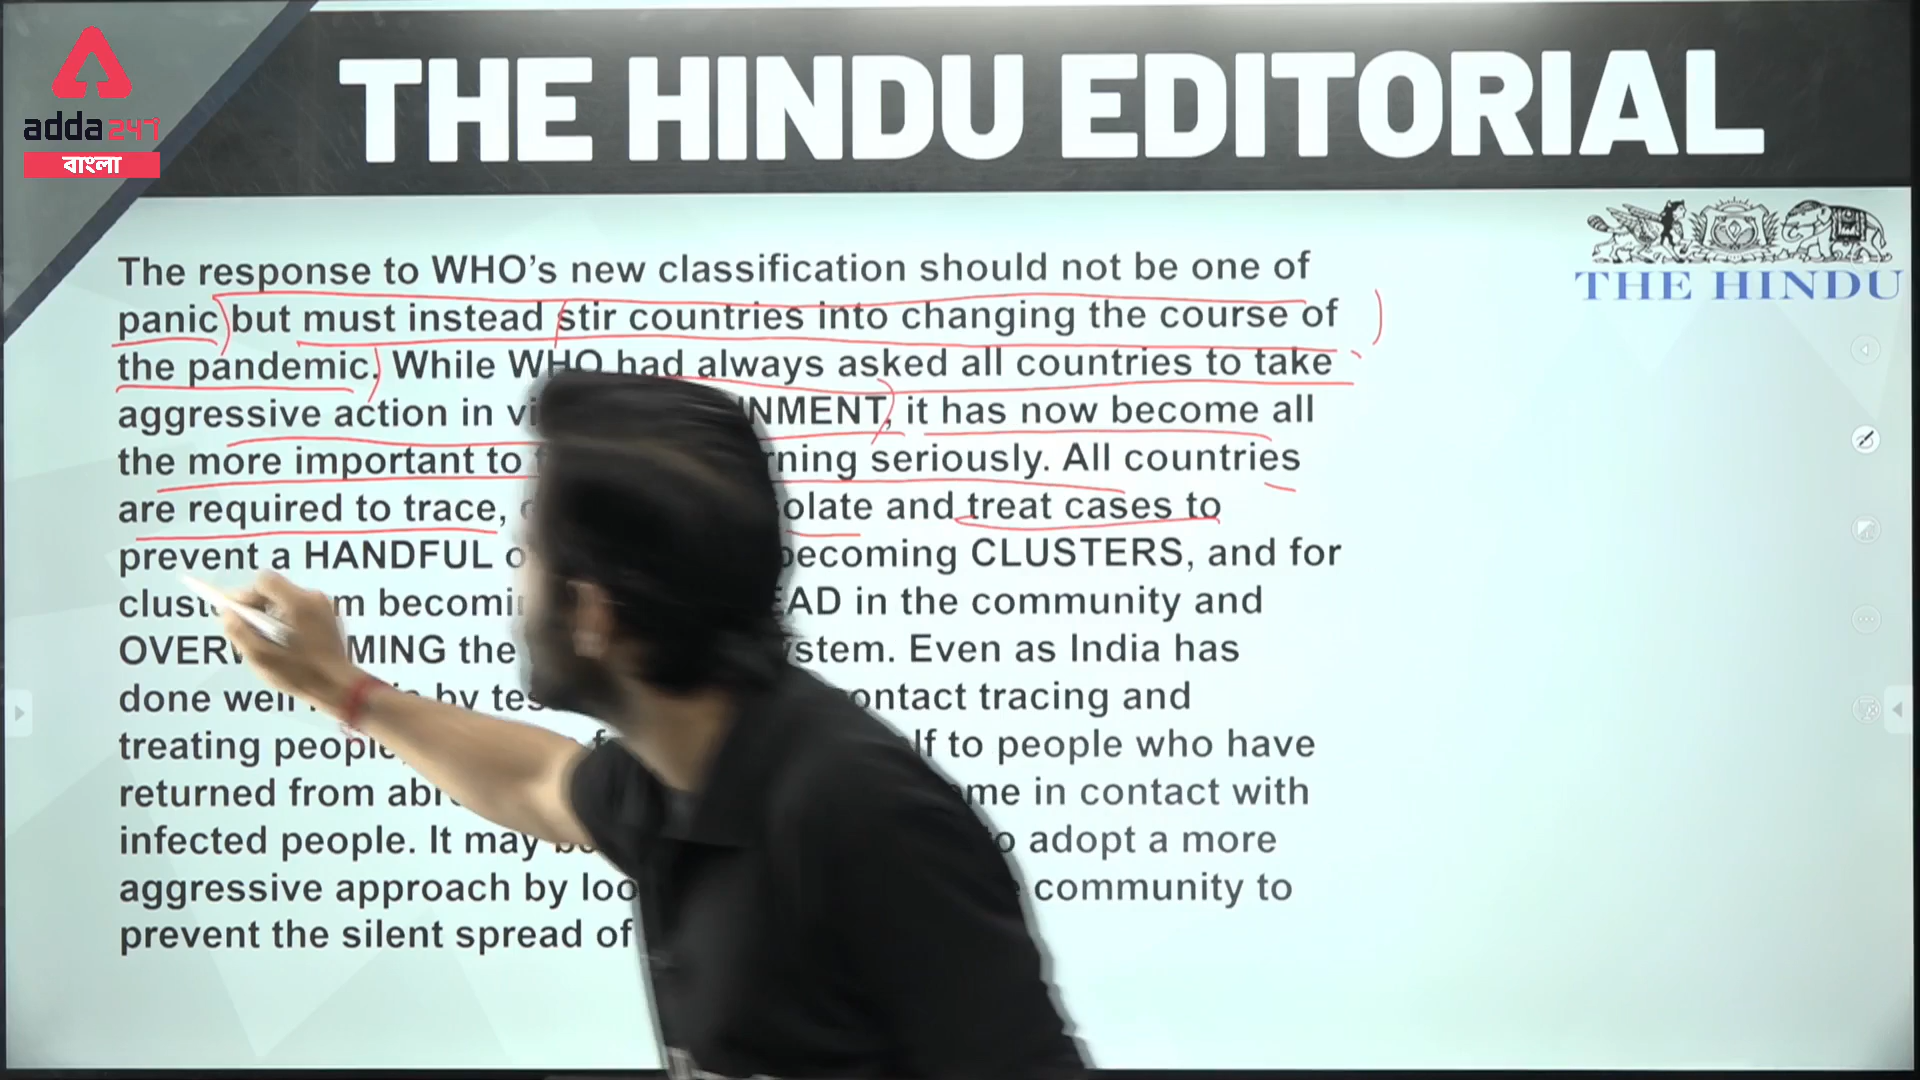 adda247
বাংলা
THE HINDU EDITORIAL
THE HINDU
The response to WHO's new classification should not be one of
panic but must instead stir countries into changing the course of
the pandemic. While WHO had always asked all countries to take
aggressive action in NMENT, it has now become all
the more important to ning seriously. All countries
are required to trace, olate and treat cases to
prevent a HANDFUL becoming CLUSTERS, and for
becomi EAD in the community and
MING the stem. Even as India has
done well by tes ontact tracing and
treating people lf to people who have
returned from me in contact with
infected people. It may adopt a more
aggressive approach by loo community to
prevent the silent spread of